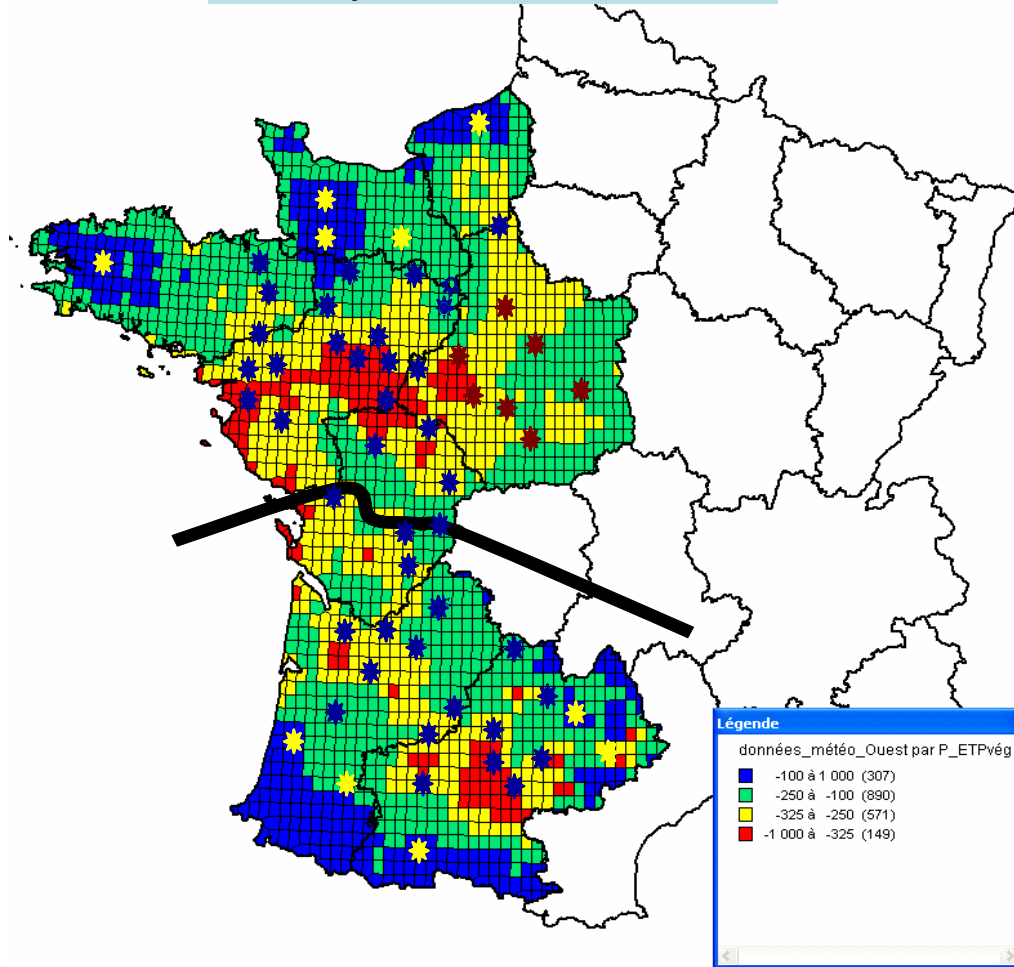 Légende
données_météo_Ouest par P_ETPvég
-100 à 1 000 (307)
-250 à -100 (890)
-325 à -250 (571)
-1 000 à -325 (149)